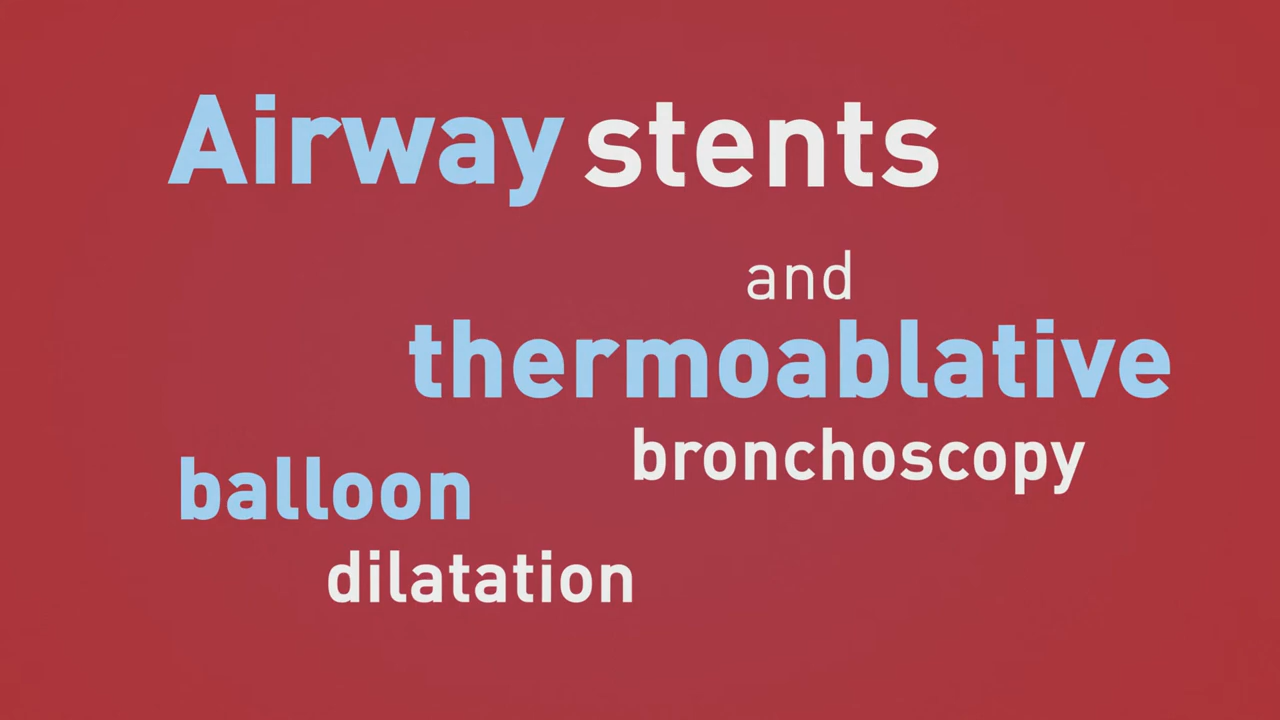 Airway stents
and
thermoablative
bronchoscopy
balloon
dilatation